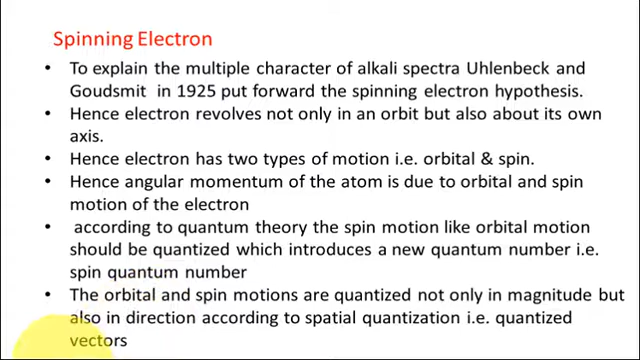 Spinning Electron
• To explain the multiple character of alkali spectra Uhlenbeck and
Goudsmit in 1925 put forward the spinning electron hypothesis.
• Hence electron revolves not only in an orbit but also about its own
axis.
• Hence electron has two types of motion i.e. orbital & spin.
• Hence angular momentum of the atom is due to orbital and spin
motion of the electron
• according to quantum theory the spin motion like orbital motion
should be quantized which introduces a new quantum number i.e.
spin quantum number
• The orbital and spin motions are quantized not only in magnitude but
also in direction according to spatial quantization i.e. quantized
vectors